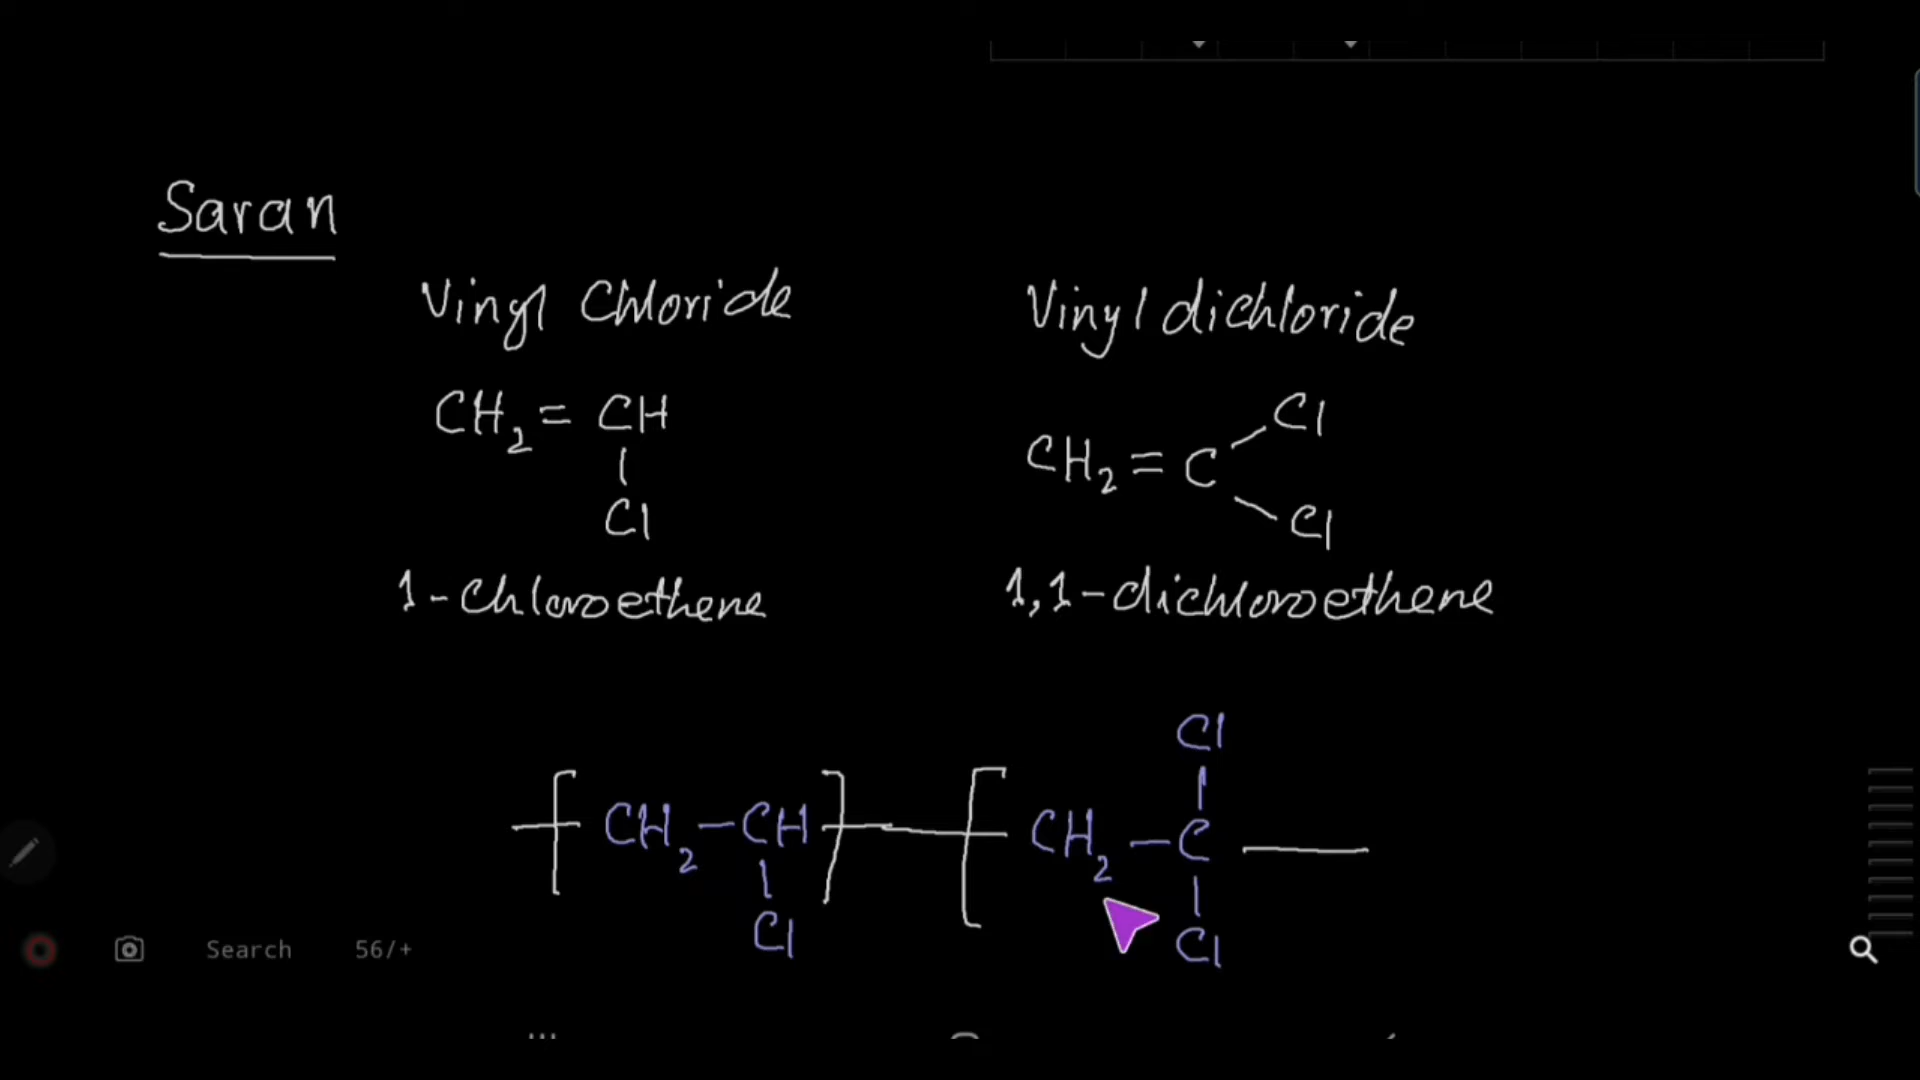 Saran
Vinyl Chloride
Vinyl dichloride
CH₂ = CH
Cl
1-Chloroethene
CH₂ = C
Cl
Cl
1,1-dichloroethene
Cl
[ CH₂ — CH ] — [ CH₂ — C —
Cl
Cl
Search 56/+